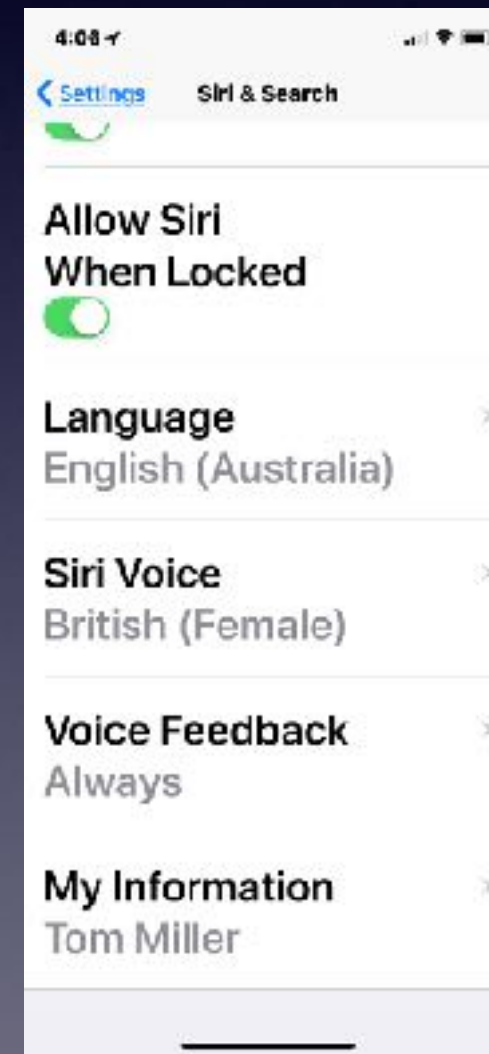 4:08
Settings Siri & Search
Allow Siri
When Locked
Language
English (Australia)
Siri Voice
British (Female)
Voice Feedback
Always
My Information
Tom Miller